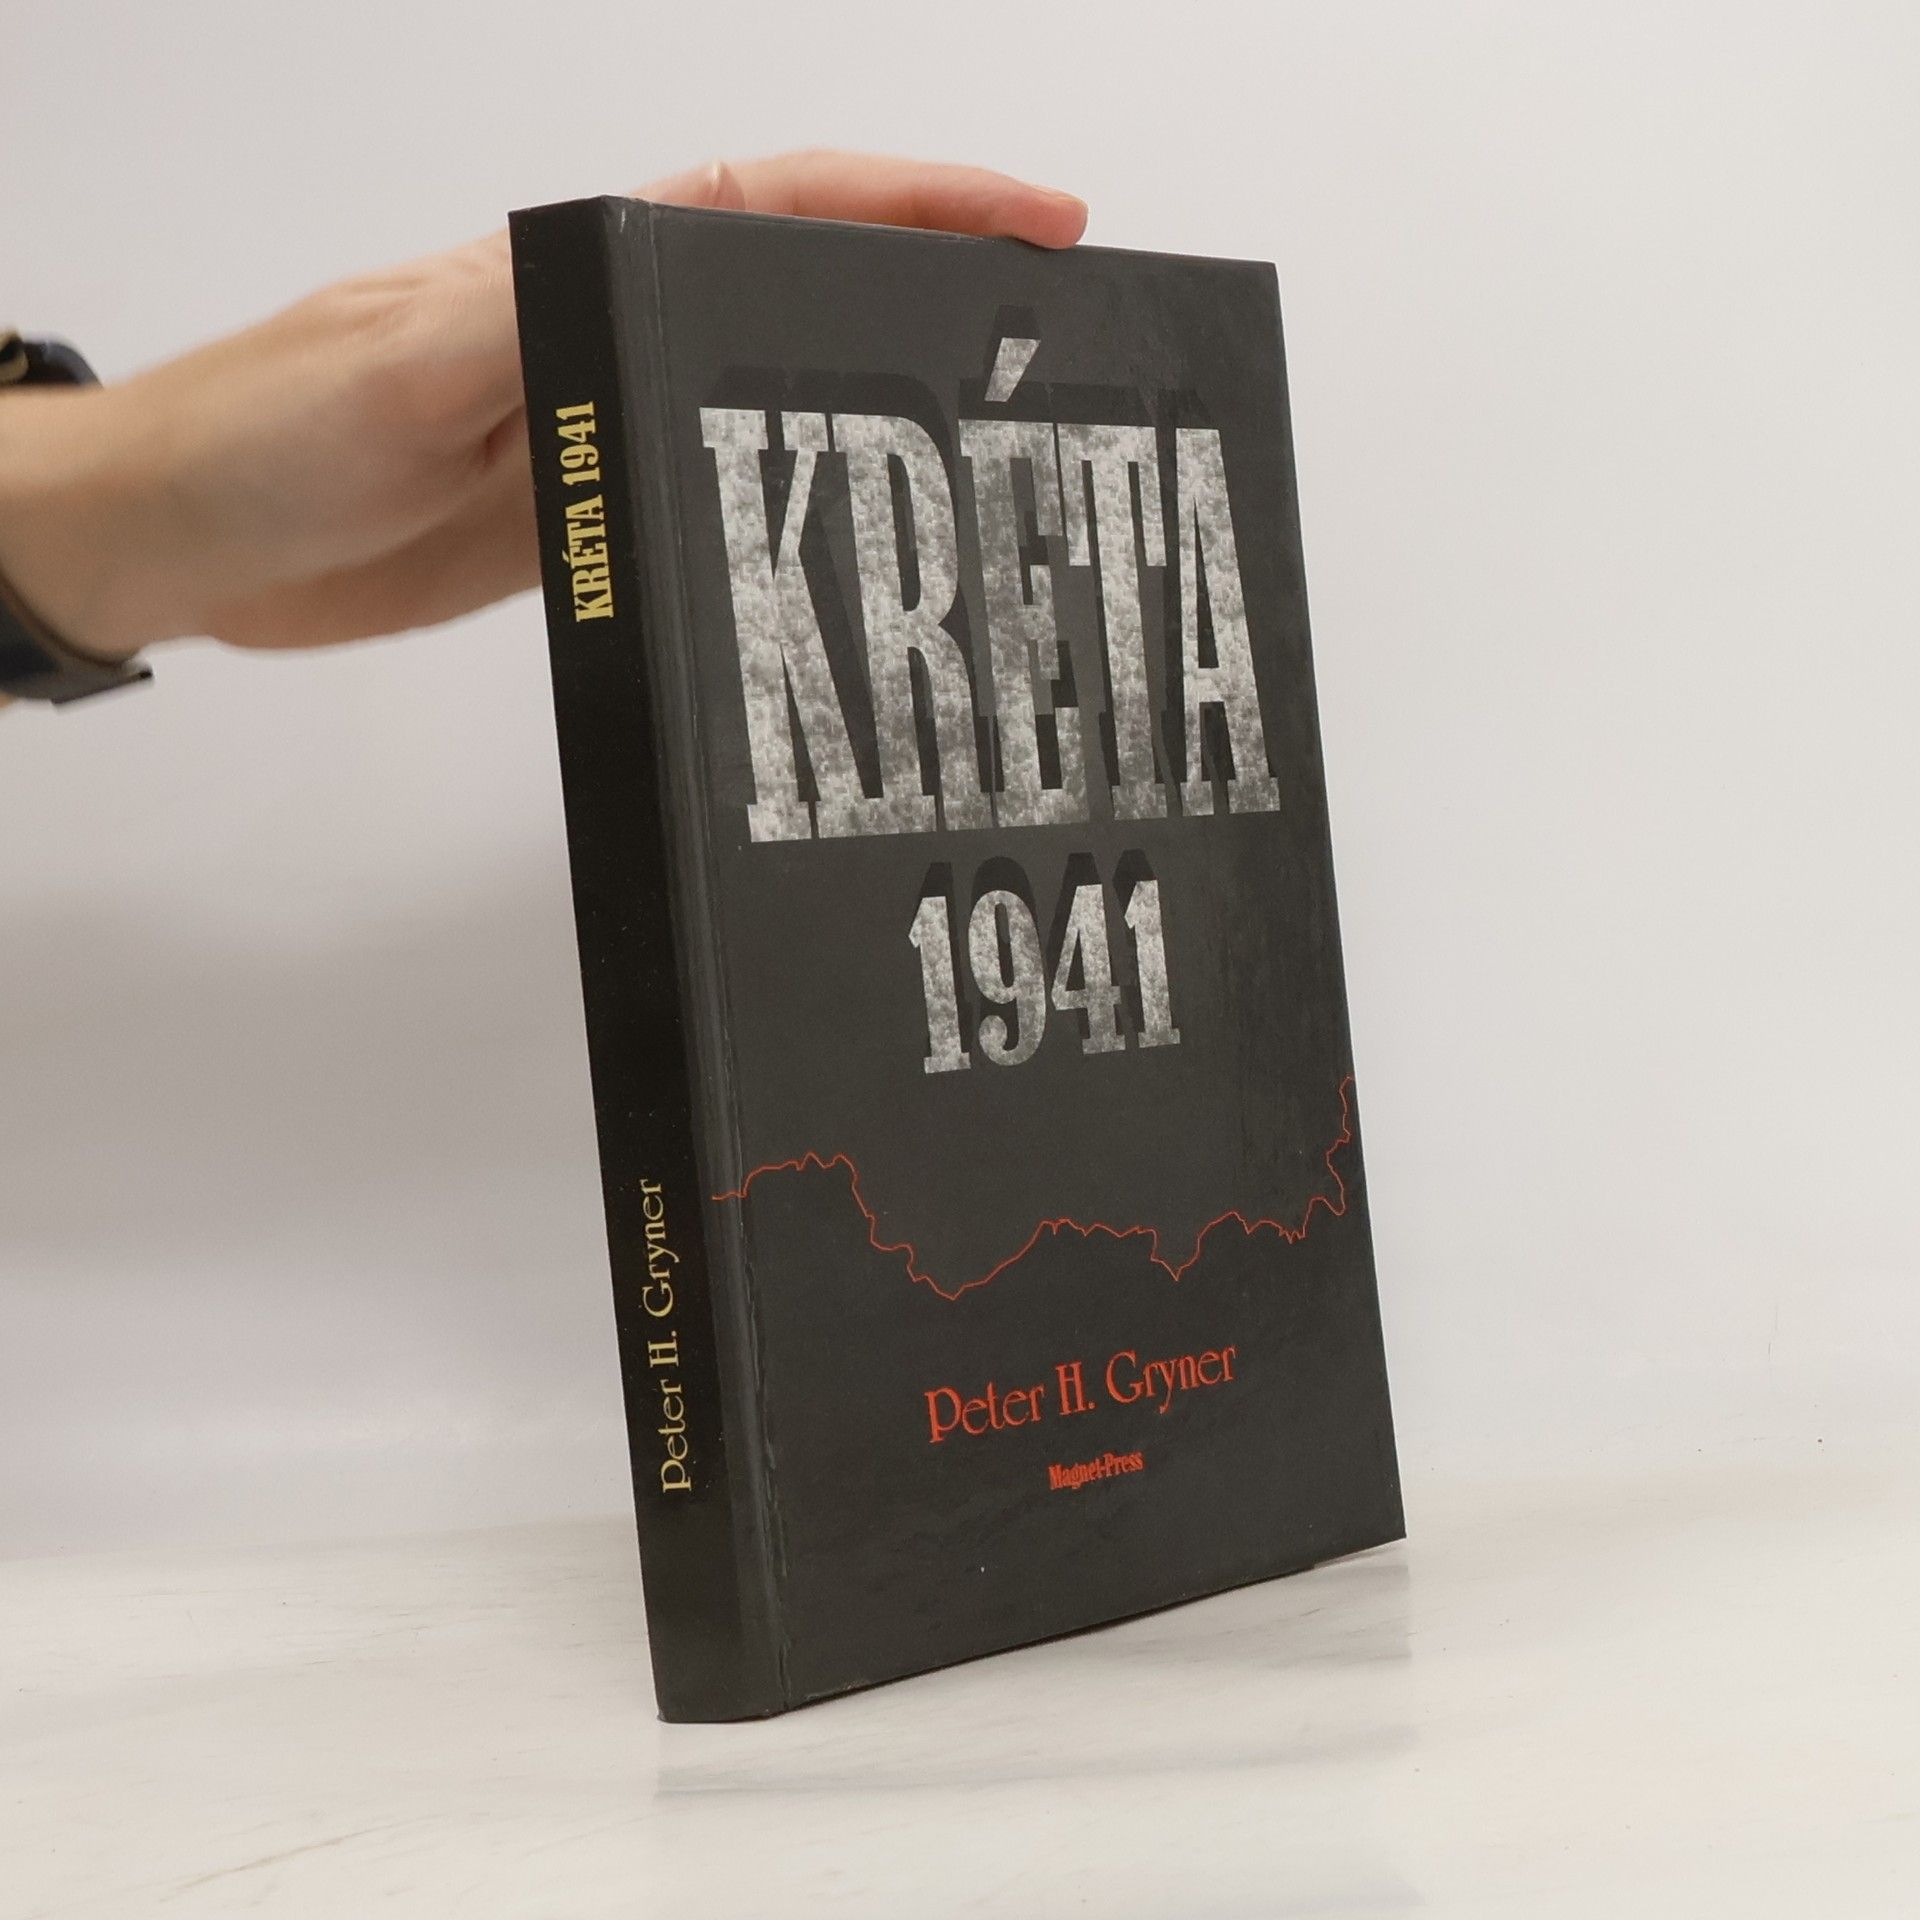 KRÉTA 1941
Peter H. Gryner
KRÉTA
1941
Peter H. Gryner
Magnet-Press